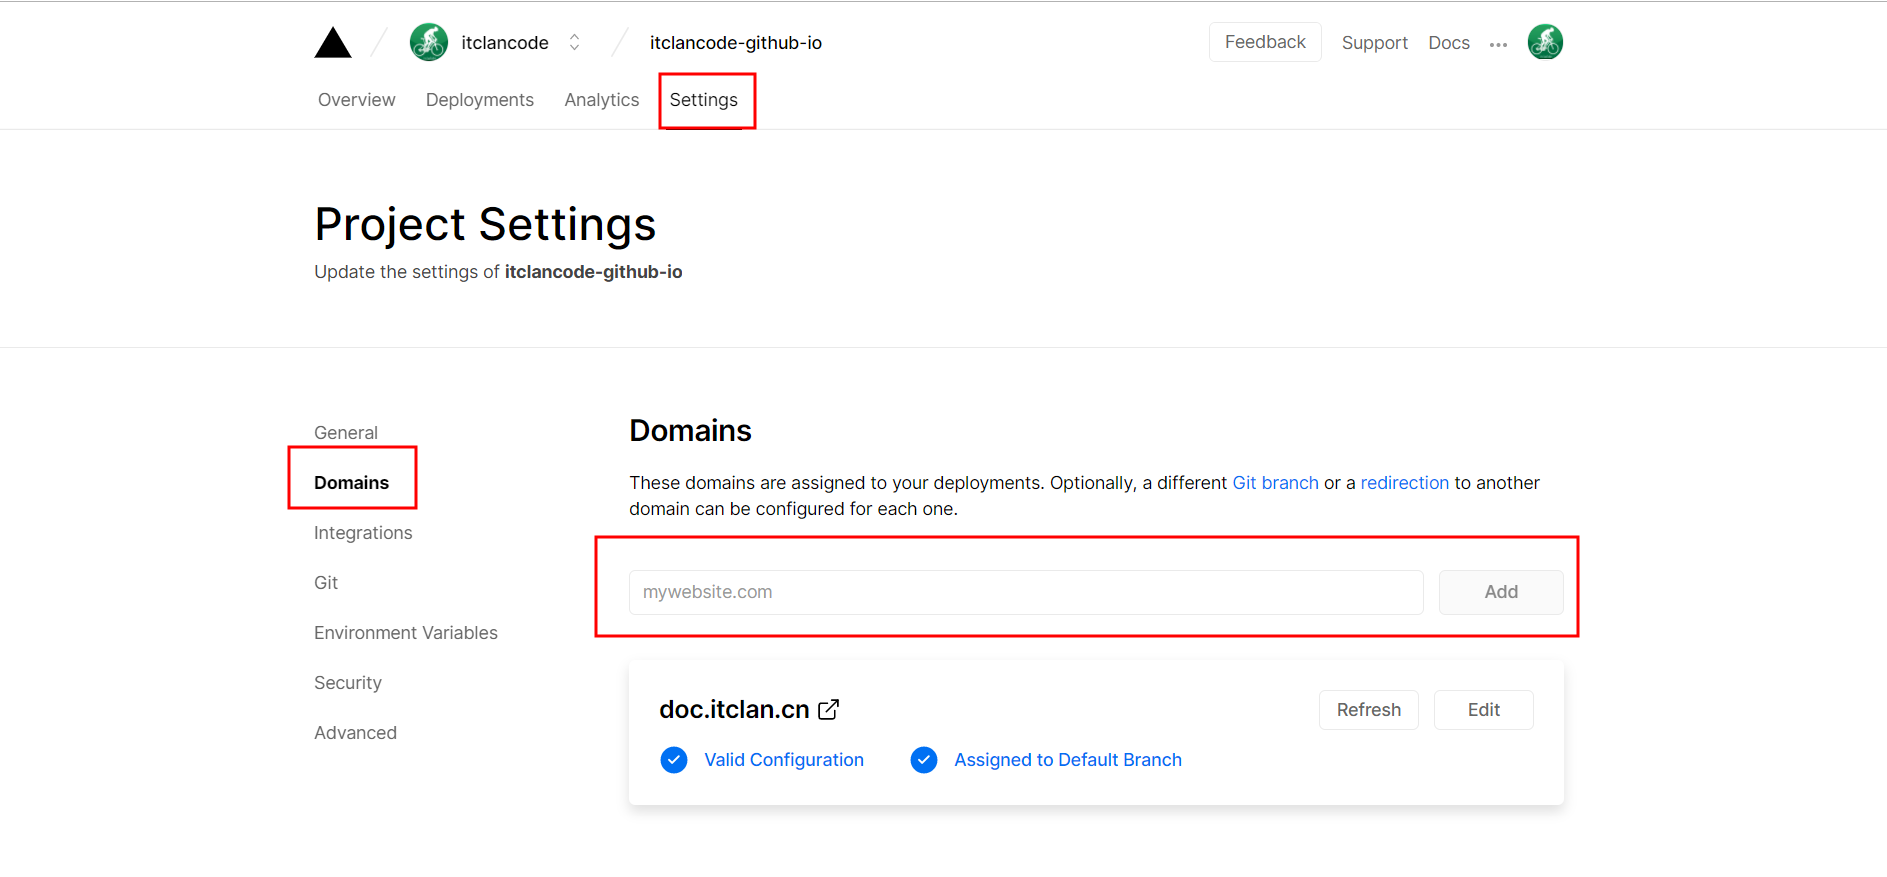 itclancode itclancode-github-io Feedback Support Docs
Overview Deployments Analytics Settings
Project Settings
Update the settings of itclancode-github-io
General
Domains
Integrations
Git
Environment Variables
Security
Advanced
Domains
These domains are assigned to your deployments. Optionally, a different Git branch or a redirection to another
domain can be configured for each one.
mywebsite.com Add
doc.itclan.cn Refresh Edit
Valid Configuration Assigned to Default Branch